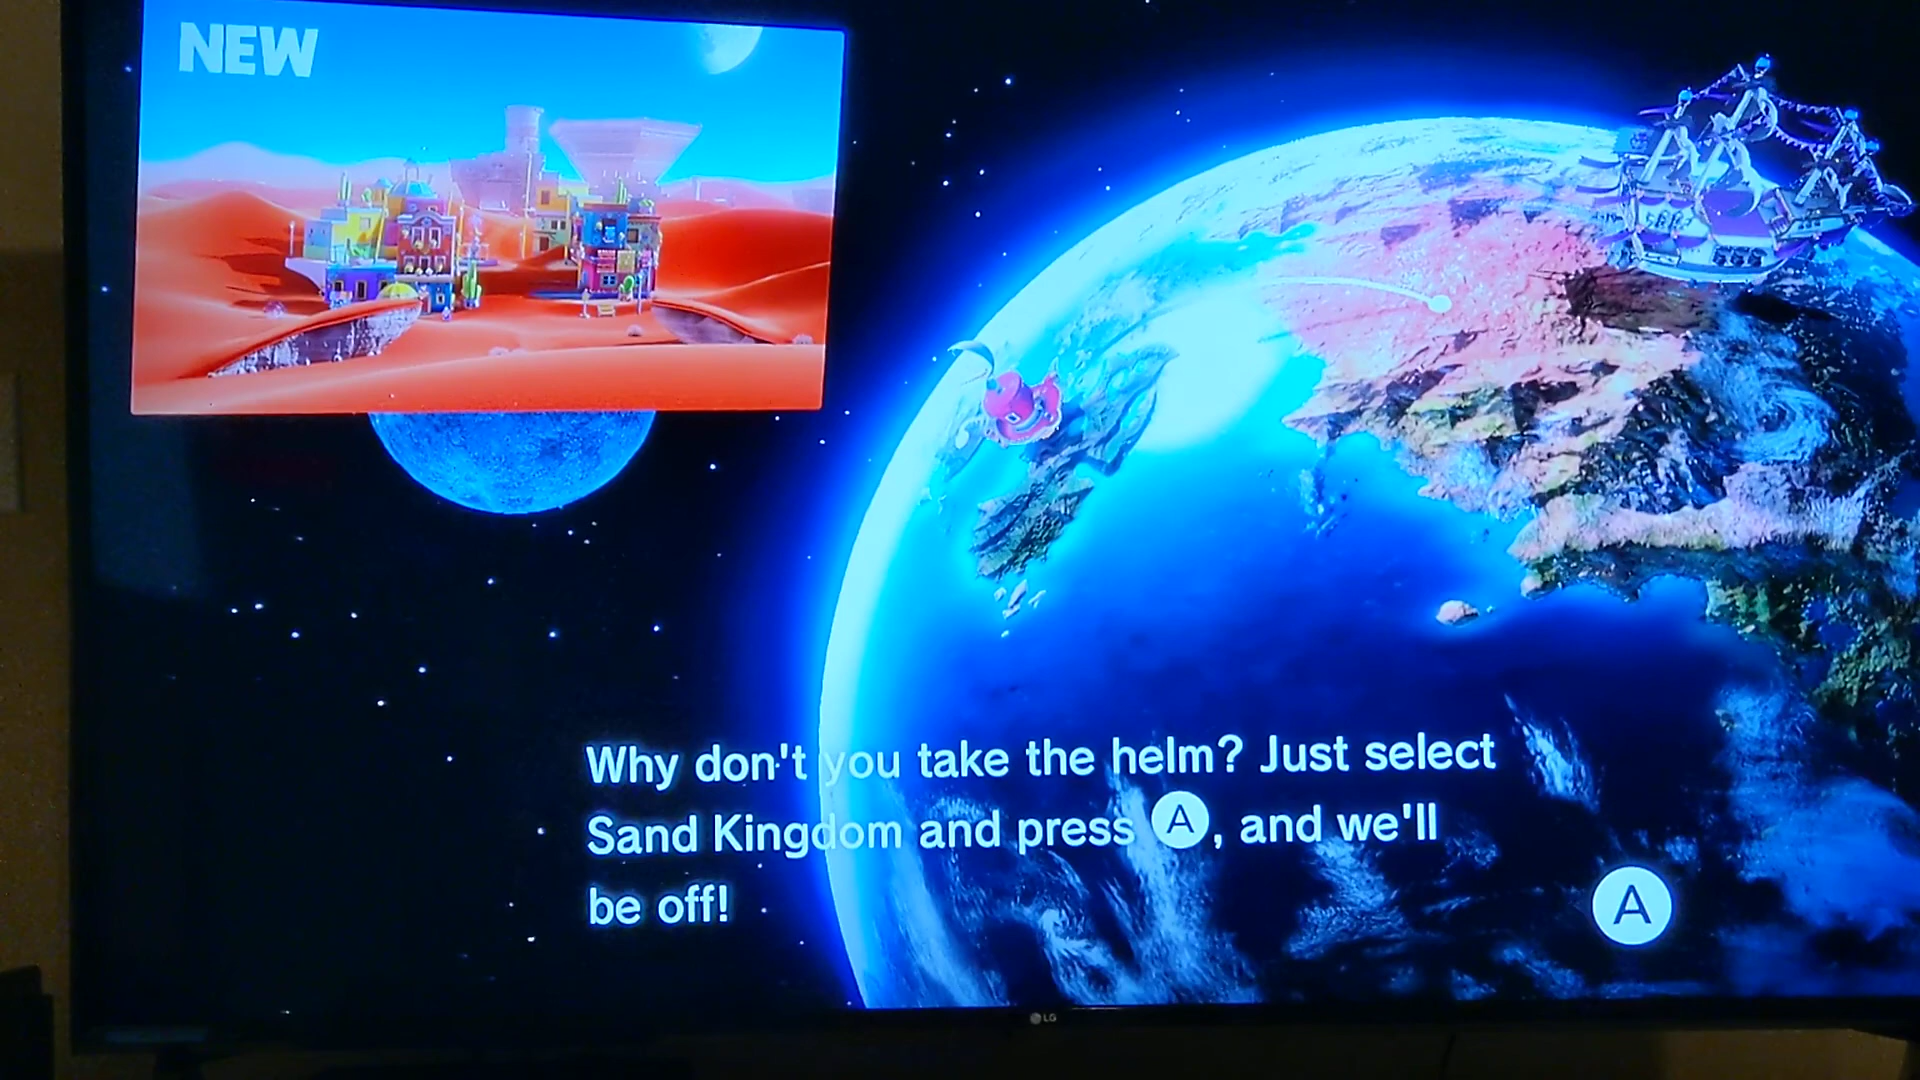 NEW
Why don't you take the helm? Just select
Sand Kingdom and press A, and we'll
be off!
A
LG